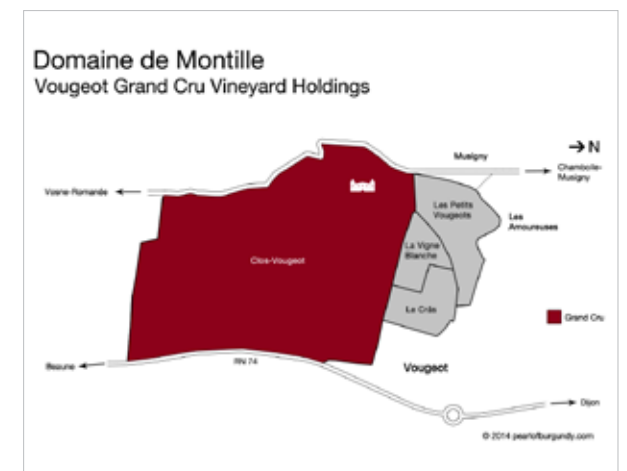 Domaine de Montille
Vougeot Grand Cru Vineyard Holdings
N
Musigny
Chambolle-
Musigny
Vosne-Romanée
Les Petits
Vougeots
Les
Amoureuses
La Vigne
Blanche
Clos-Vougeot
Le Crâs
Grand Cru
RN 74
Beaune
Vougeot
Dijon
© 2014 pearlofburgundy.com